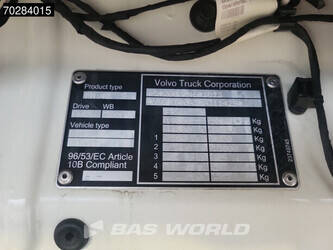 70284015
Product type
Volvo Truck Corporation
Drive WB
Kg
Kg
Vehicle type
1 Kg
2 Kg
3 Kg
96/53/EC Article
10B Compliant
4 Kg
5 Kg
BAS WORLD